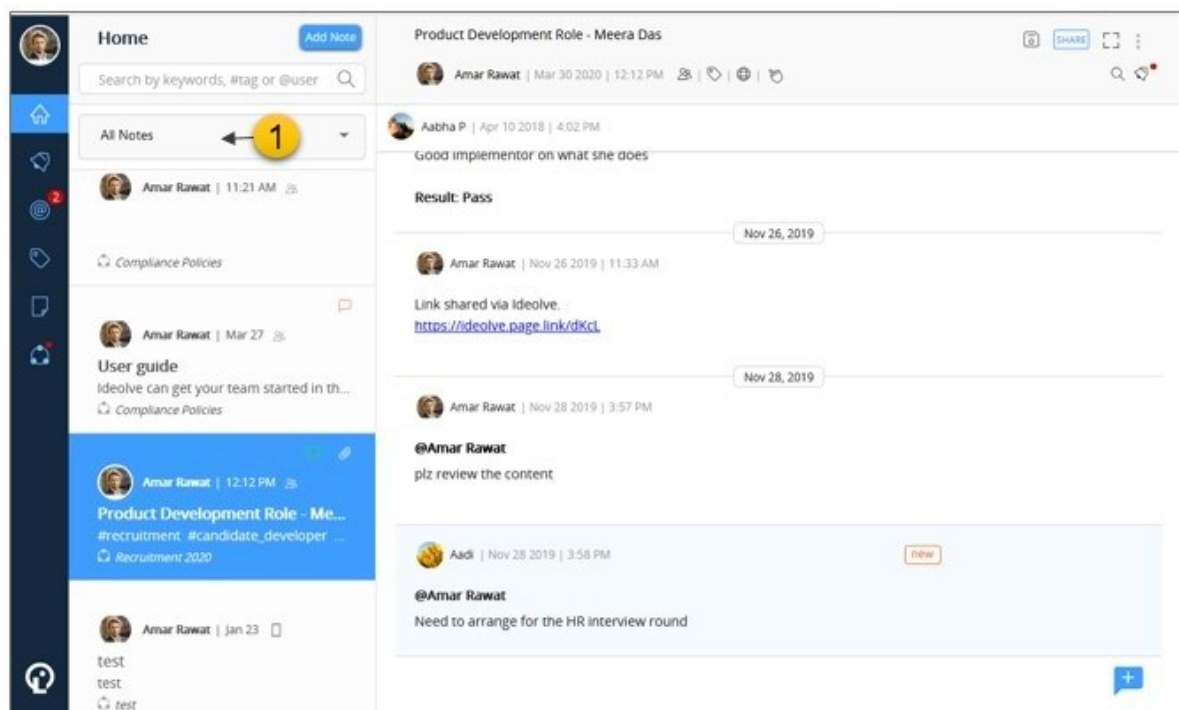 Home
Add Note
Search by keywords, #tag or @user
All Notes
1
2
Amar Rawat | 11:21 AM
Compliance Policies
Amar Rawat | Mar 27
User guide
Ideolve can get your team started in th...
Compliance Policies
Amar Rawat | 12:12 PM
Product Development Role - Me...
#recruitment #candidate_developer ...
Recruitment 2020
Amar Rawat | Jan 23
test
test
test
Product Development Role - Meera Das
SHARE
Amar Rawat | Mar 30 2020 | 12:12 PM
Aabha P | Apr 10 2018 | 4:02 PM
Good implementor on what she does
Result: Pass
Nov 26, 2019
Amar Rawat | Nov 26 2019 | 11:33 AM
Link shared via Ideolve.
https://ideolve.page.link/dKcL
Nov 28, 2019
Amar Rawat | Nov 28 2019 | 3:57 PM
@Amar Rawat
plz review the content
Aadi | Nov 28 2019 | 3:58 PM
new
@Amar Rawat
Need to arrange for the HR interview round